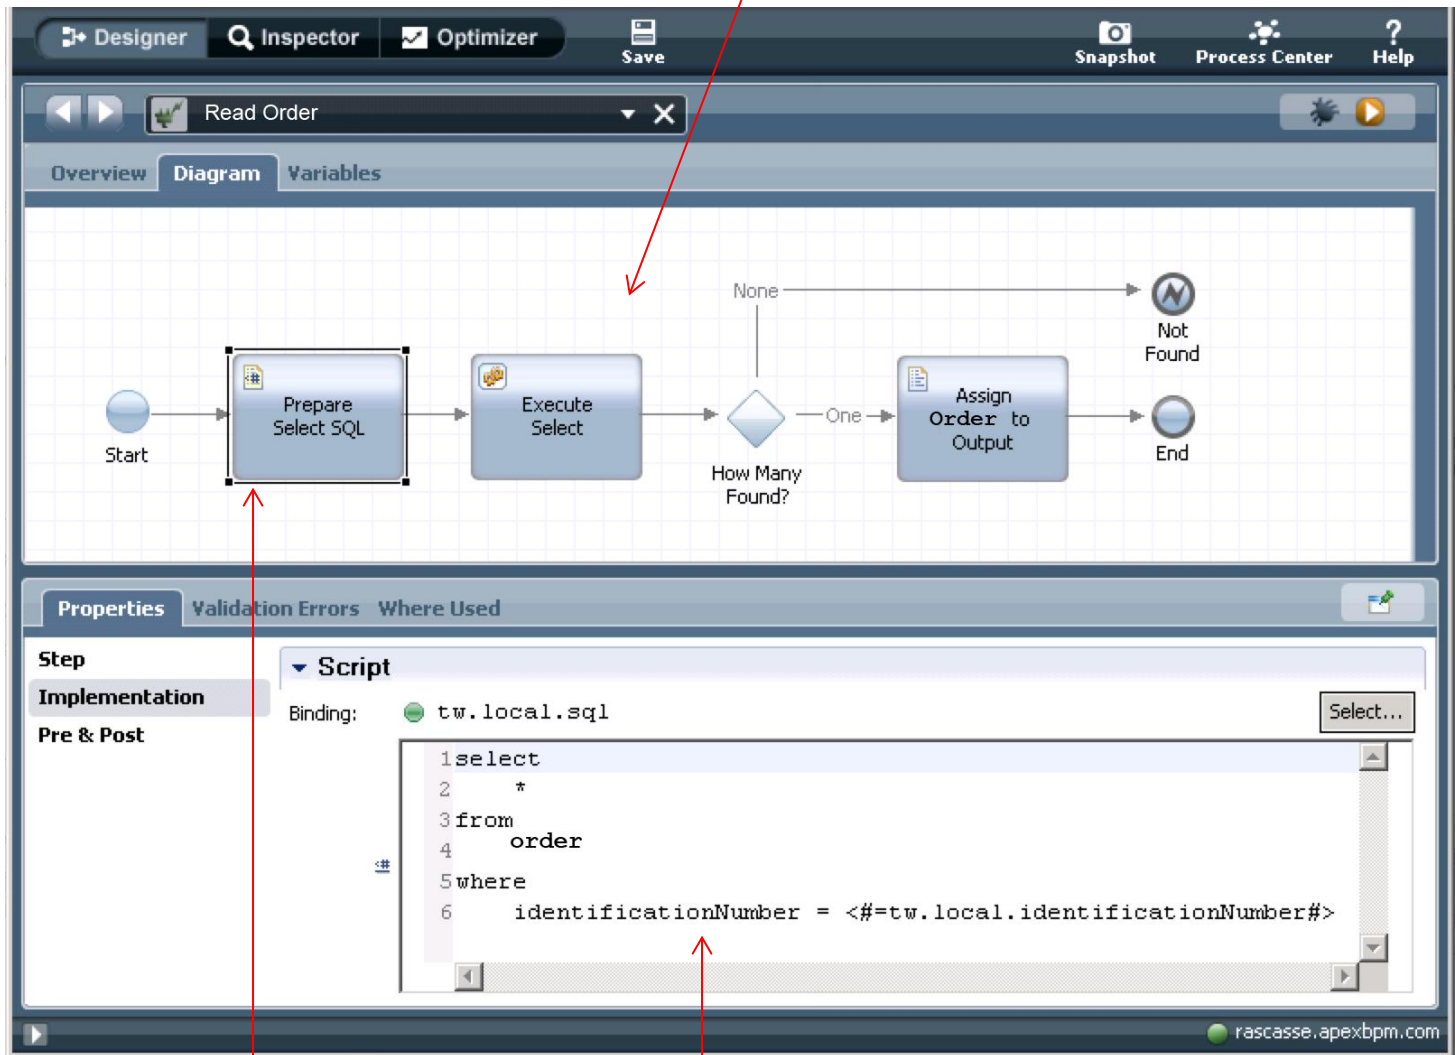 Designer Inspector Optimizer Save Snapshot Process Center ? Help
Read Order
Overview Diagram Variables
None
Not
Found
Start
Prepare
Select SQL
Execute
Select
How Many
Found?
One
Assign
Order to
Output
End
Properties Validation Errors Where Used
Step
Implementation
Pre & Post
Script
Binding: tw.local.sql Select...
1 select
2 *
3 from
4 order
5 where
6 identificationNumber = <#=tw.local.identificationNumber#>
<#
rascasse.apexbpm.com